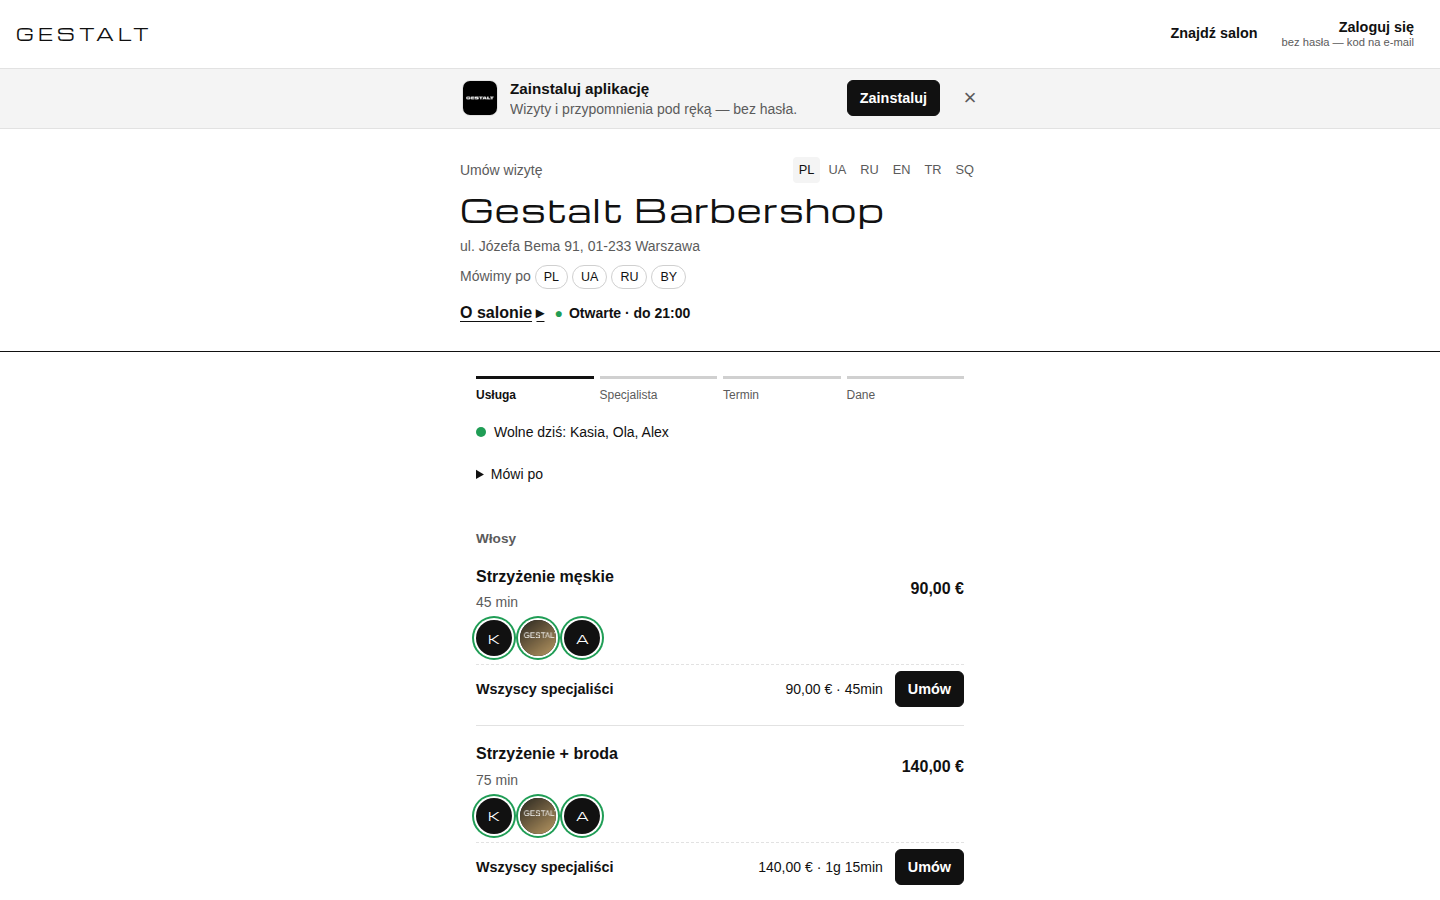 GESTALT
Znajdź salon
Zaloguj się
bez hasła — kod na e-mail
GESTALT
Zainstaluj aplikację
Wizyty i przypomnienia pod ręką — bez hasła.
Zainstaluj
×
Umów wizytę
PL UA RU EN TR SQ
Gestalt Barbershop
ul. Józefa Bema 91, 01-233 Warszawa
Mówimy po PL UA RU BY
O salonie ▸ ● Otwarte · do 21:00
Usługa Specjalista Termin Dane
Wolne dziś: Kasia, Ola, Alex
▶ Mówi po
Włosy
Strzyżenie męskie
90,00 €
45 min
K GESTAL A
Wszyscy specjaliści 90,00 € · 45min Umów
Strzyżenie + broda
140,00 €
75 min
K GESTAL A
Wszyscy specjaliści 140,00 € · 1g 15min Umów